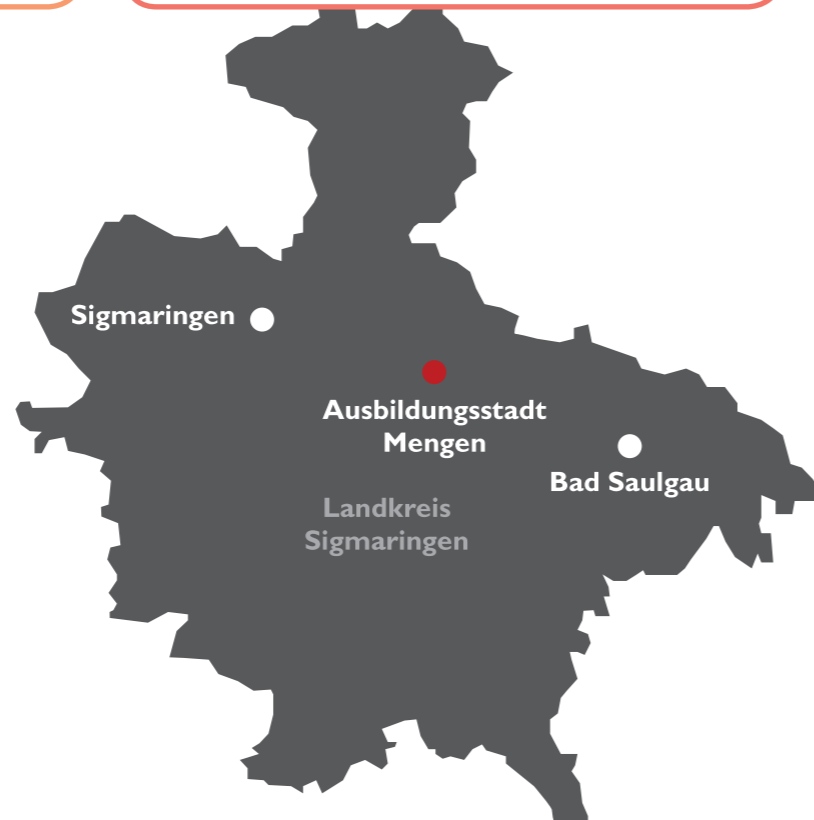 Sigmaringen
Ausbildungsstadt
Mengen
Bad Saulgau
Landkreis
Sigmaringen